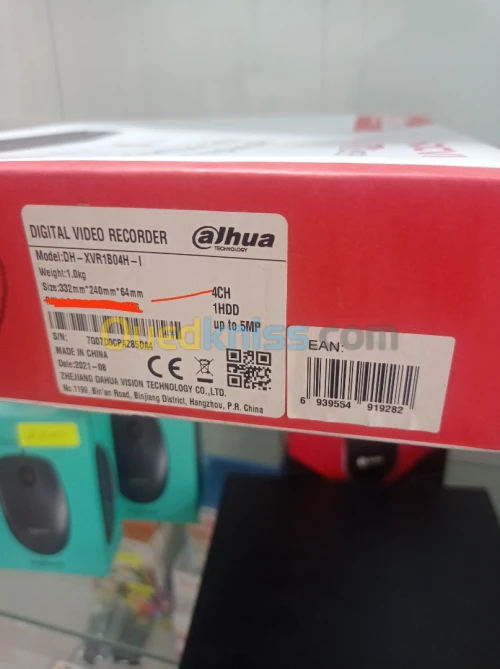 DIGITAL VIDEO RECORDER
alhua
TECHNOLOGY
Model:DH-XVR1B04H-I
Weight:1.0kg
Size:332mm*240mm*64mm
4CH
1HDD
up to 5MP
S/N:
MADE IN CHINA
Date:2021-08
CE
ZHEJIANG DAHUA VISION TECHNOLOGY CO.,LTD.
No.1199, Bin'an Road, Binjiang District, Hangzhou, P.R. China
EAN:
6 939554 919282
Ouedkniss.com